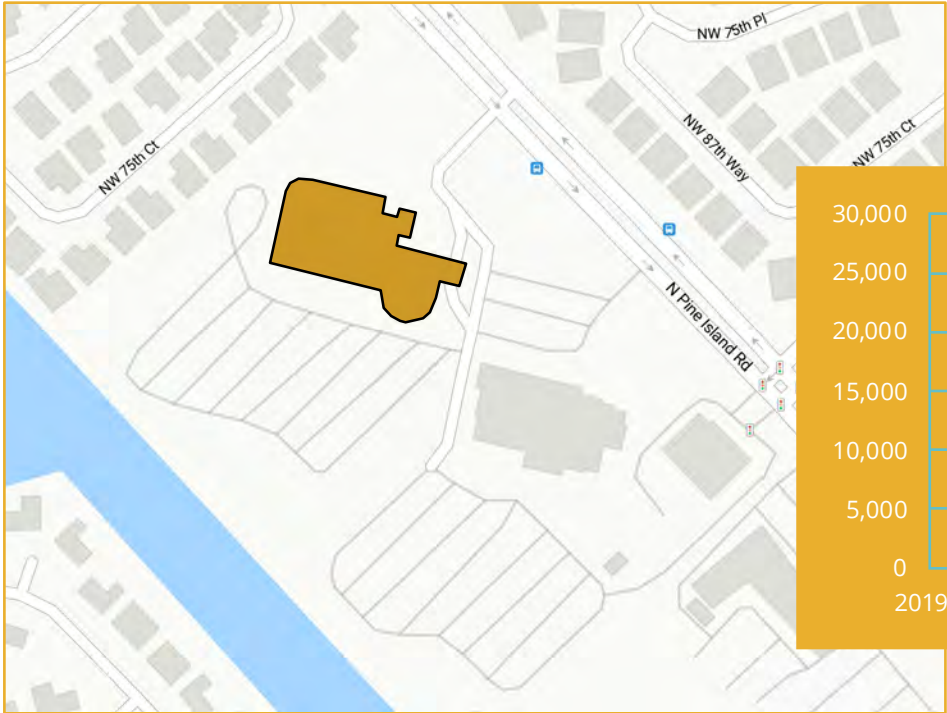 NW 75th Pl
NW 87th Way
NW 75th Ct
NW 75th Ct
N Pine Island Rd
30,000
25,000
20,000
15,000
10,000
5,000
0
2019